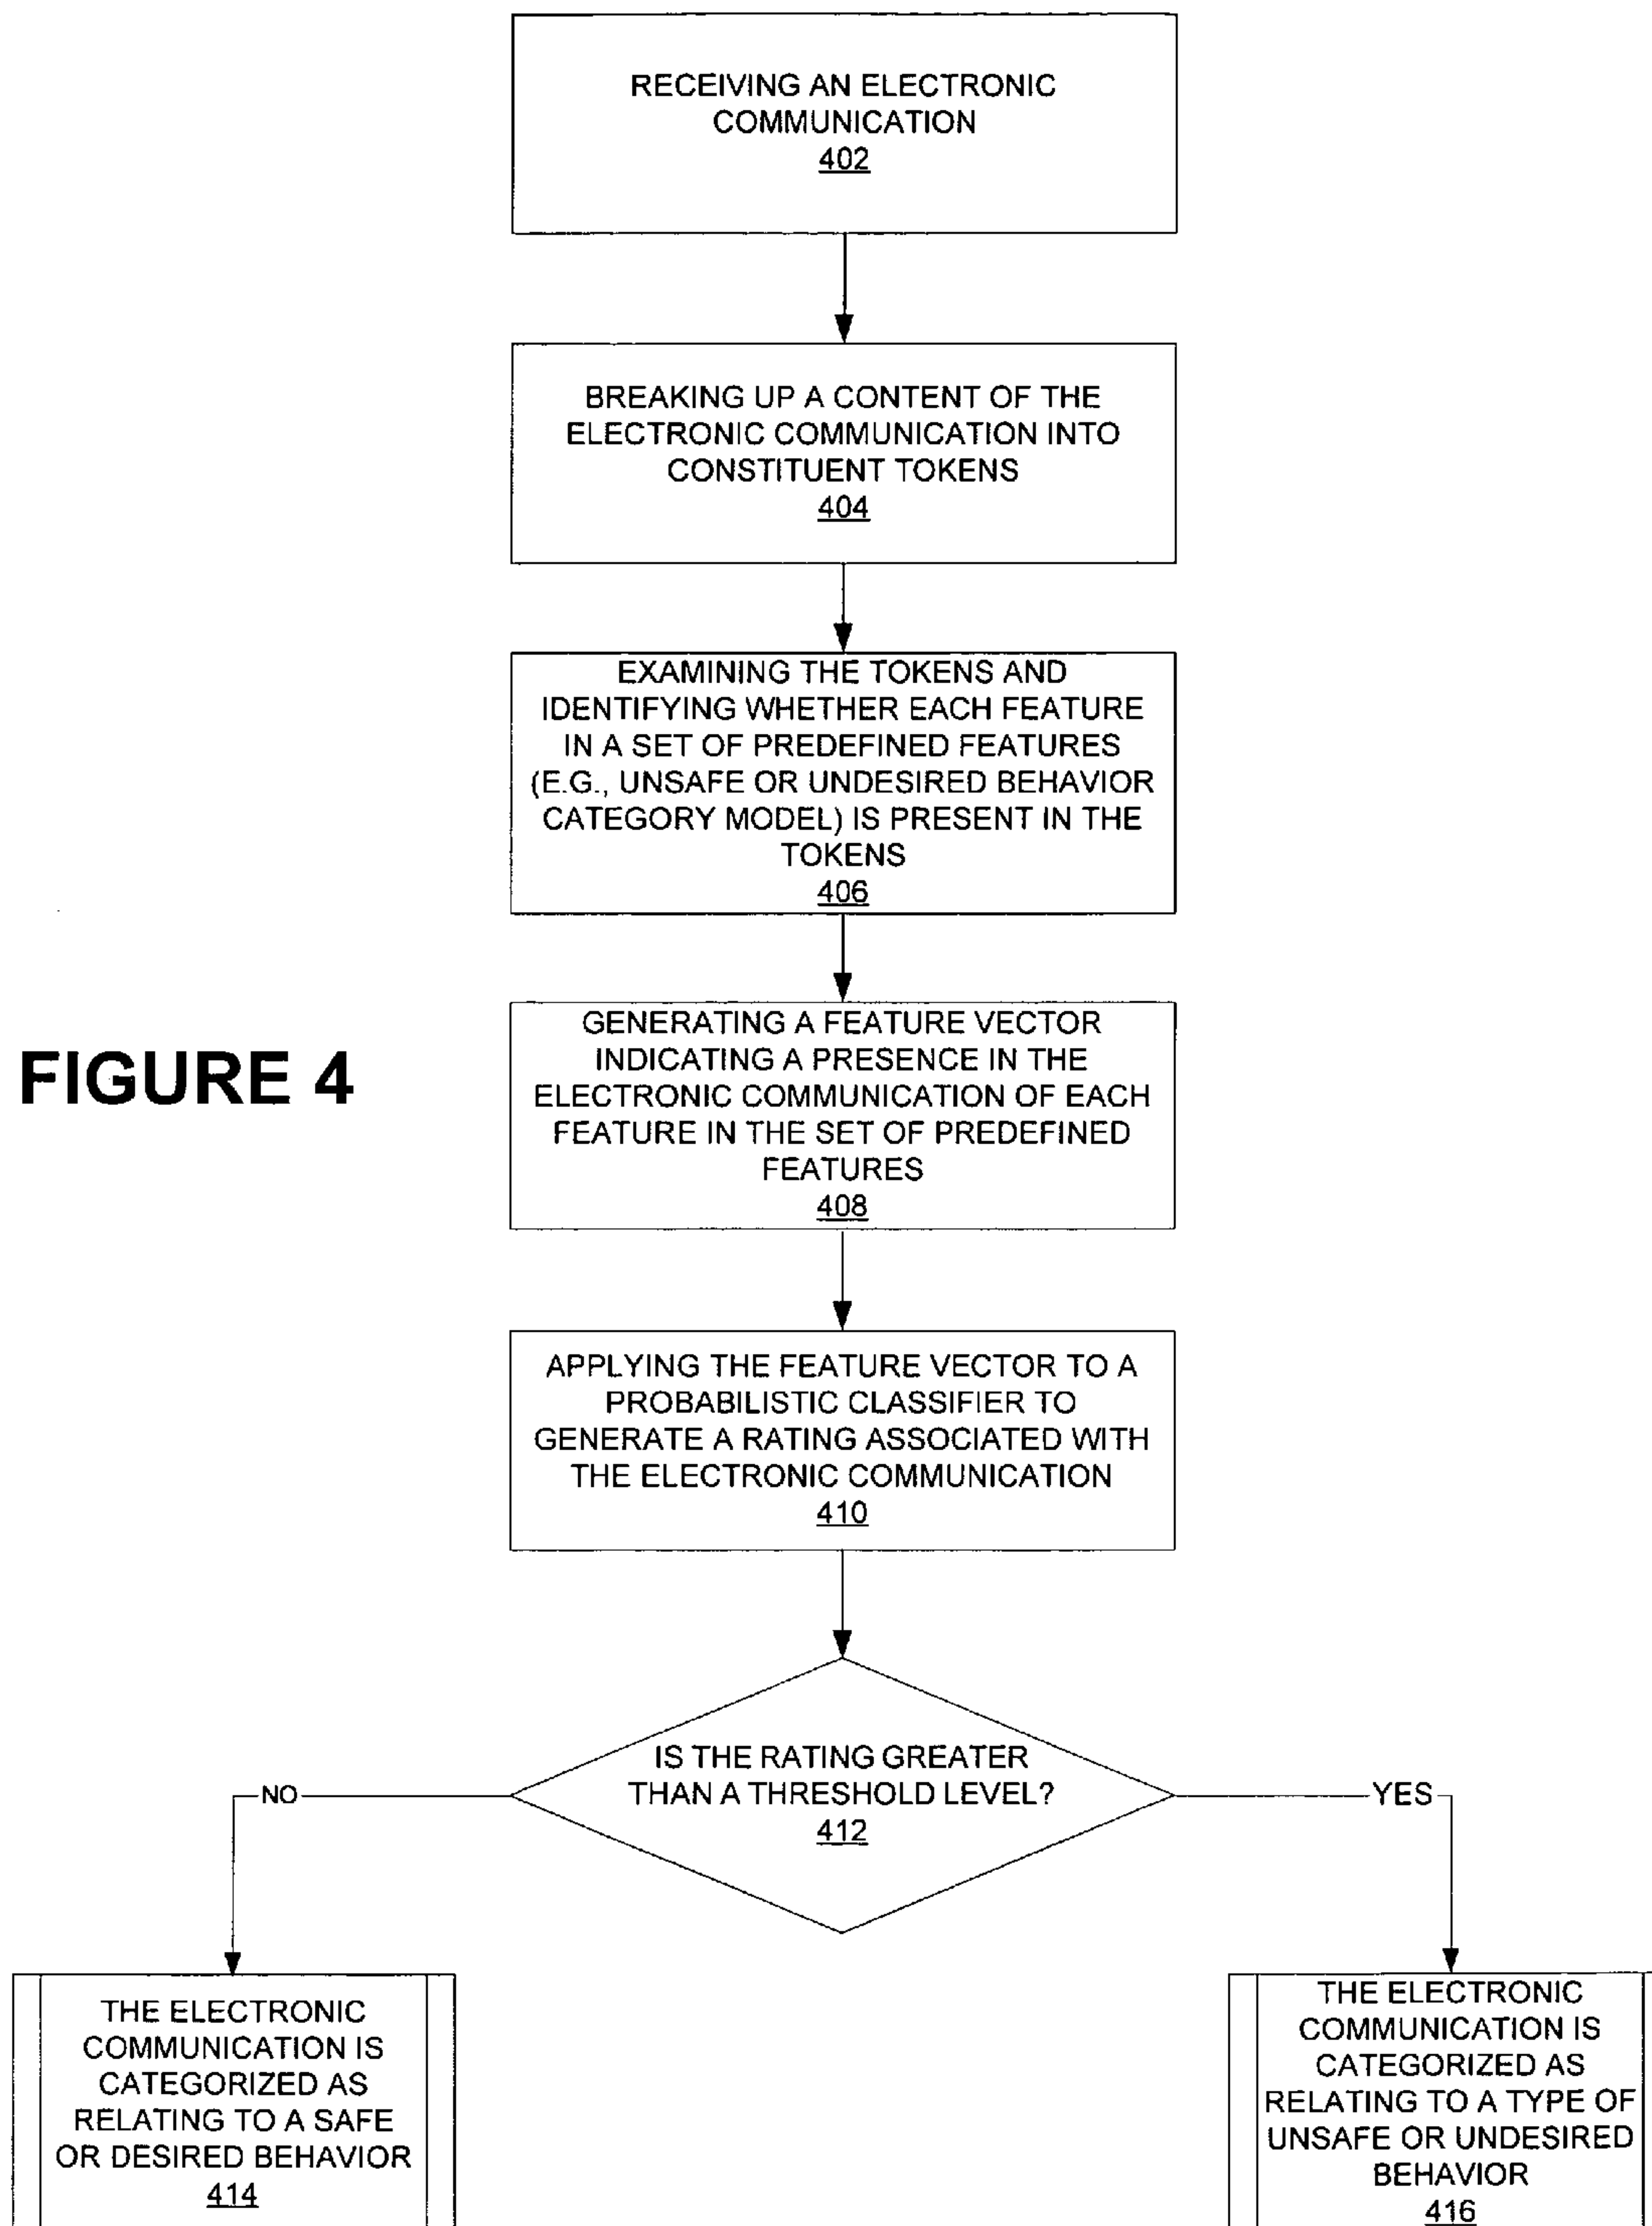 RECEIVING AN ELECTRONIC
COMMUNICATION
402
BREAKING UP A CONTENT OF THE
ELECTRONIC COMMUNICATION INTO
CONSTITUENT TOKENS
404
EXAMINING THE TOKENS AND
IDENTIFYING WHETHER EACH FEATURE
IN A SET OF PREDEFINED FEATURES
(E.G., UNSAFE OR UNDESIRED BEHAVIOR
CATEGORY MODEL) IS PRESENT IN THE
TOKENS
406
GENERATING A FEATURE VECTOR
INDICATING A PRESENCE IN THE
ELECTRONIC COMMUNICATION OF EACH
FEATURE IN THE SET OF PREDEFINED
FEATURES
408
FIGURE 4
APPLYING THE FEATURE VECTOR TO A
PROBABILISTIC CLASSIFIER TO
GENERATE A RATING ASSOCIATED WITH
THE ELECTRONIC COMMUNICATION
410
IS THE RATING GREATER
THAN A THRESHOLD LEVEL?
412
NO
YES
THE ELECTRONIC
COMMUNICATION IS
CATEGORIZED AS
RELATING TO A SAFE
OR DESIRED BEHAVIOR
414
THE ELECTRONIC
COMMUNICATION IS
CATEGORIZED AS
RELATING TO A TYPE OF
UNSAFE OR UNDESIRED
BEHAVIOR
416